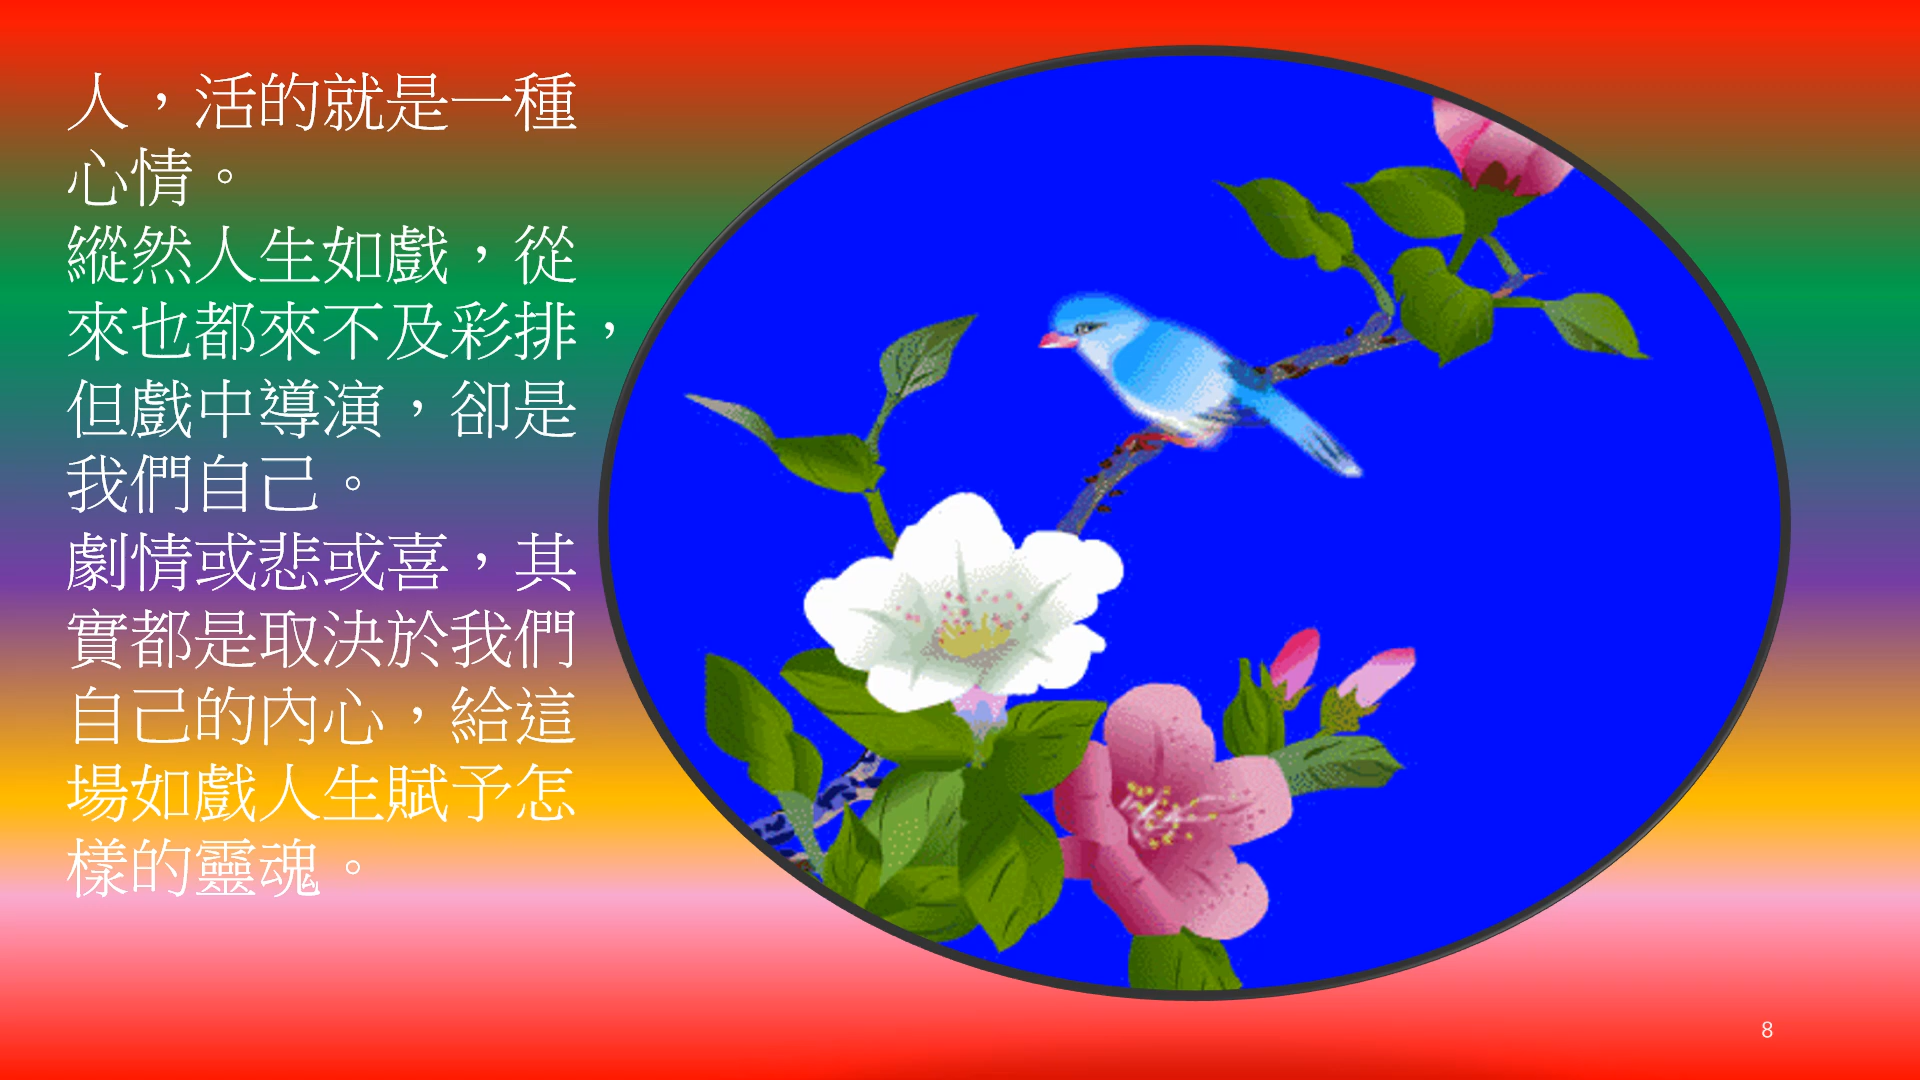 人，活的就是一種
心情。
縱然人生如戲，從
來也都來不及彩排，
但戲中導演，卻是
我們自己。
劇情或悲或喜，其
實都是取決於我們
自己的內心，給這
場如戲人生賦予怎
樣的靈魂。
8